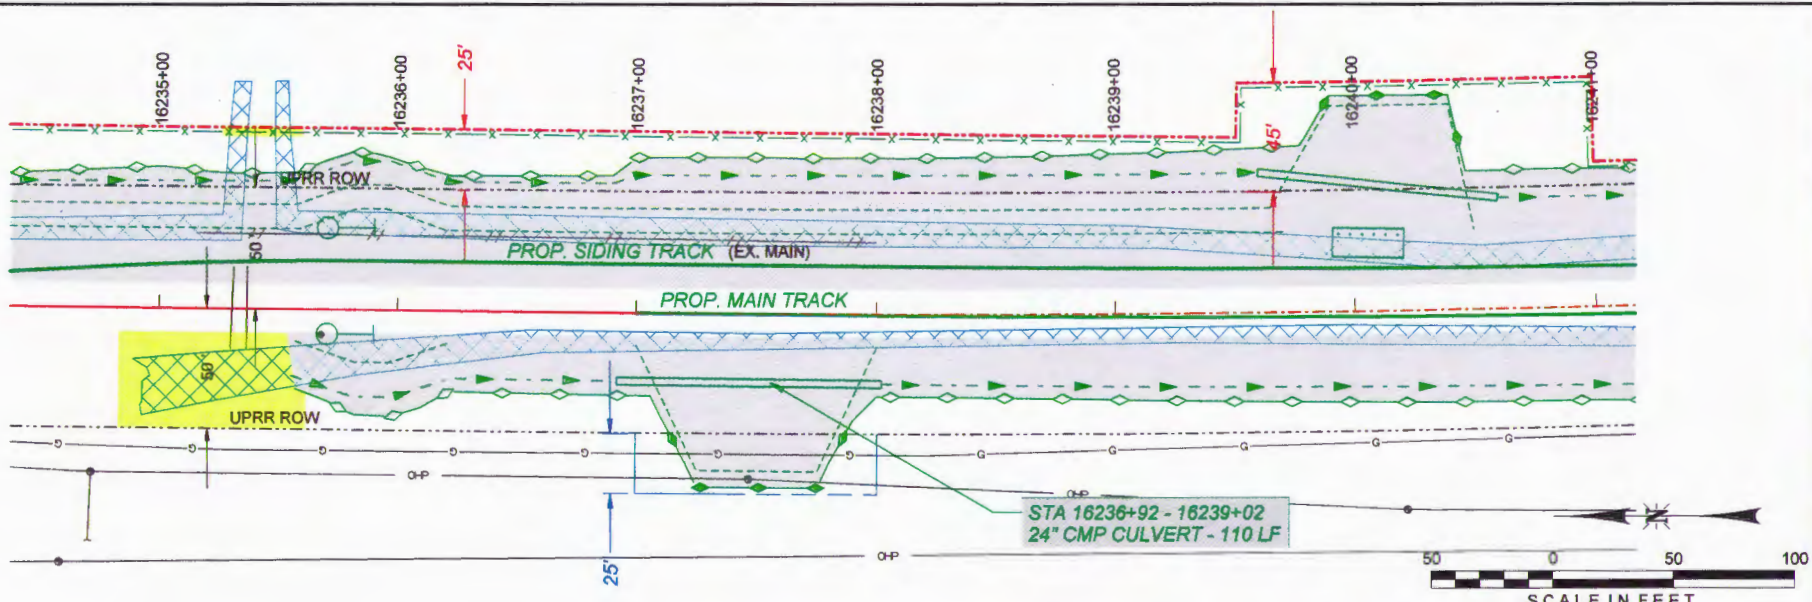 16235+00
16236+00
25'
16237+00
16238+00
16239+00
45'
16240+00
16241+00
UPRR ROW
50
PROP. SIDING TRACK (EX. MAIN)
PROP. MAIN TRACK
50
UPRR ROW
G G G G G G G G G G G G
OHP OHP
OHP
25'
STA 16236+92 - 16239+02
24" CMP CULVERT - 110 LF
N
50 0 50 100
SCALE IN FEET